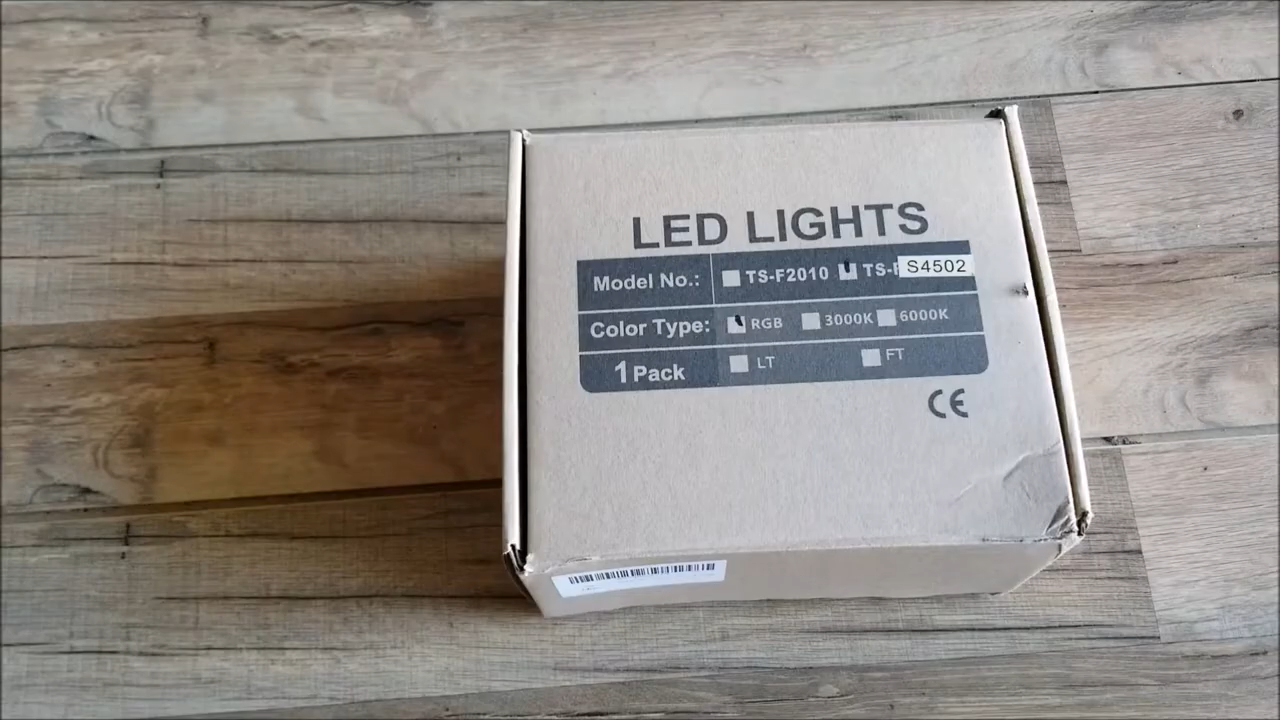 LED LIGHTS
Model No.: TS-F2010 TS- S4502
Color Type: RGB 3000K 6000K
1 Pack LT FT
CE